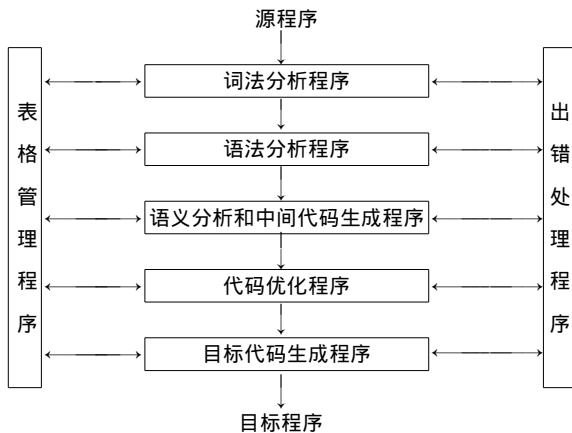 源程序
词法分析程序
语法分析程序
语义分析和中间代码生成程序
代码优化程序
目标代码生成程序
目标程序
表格管理程序
出错处理程序